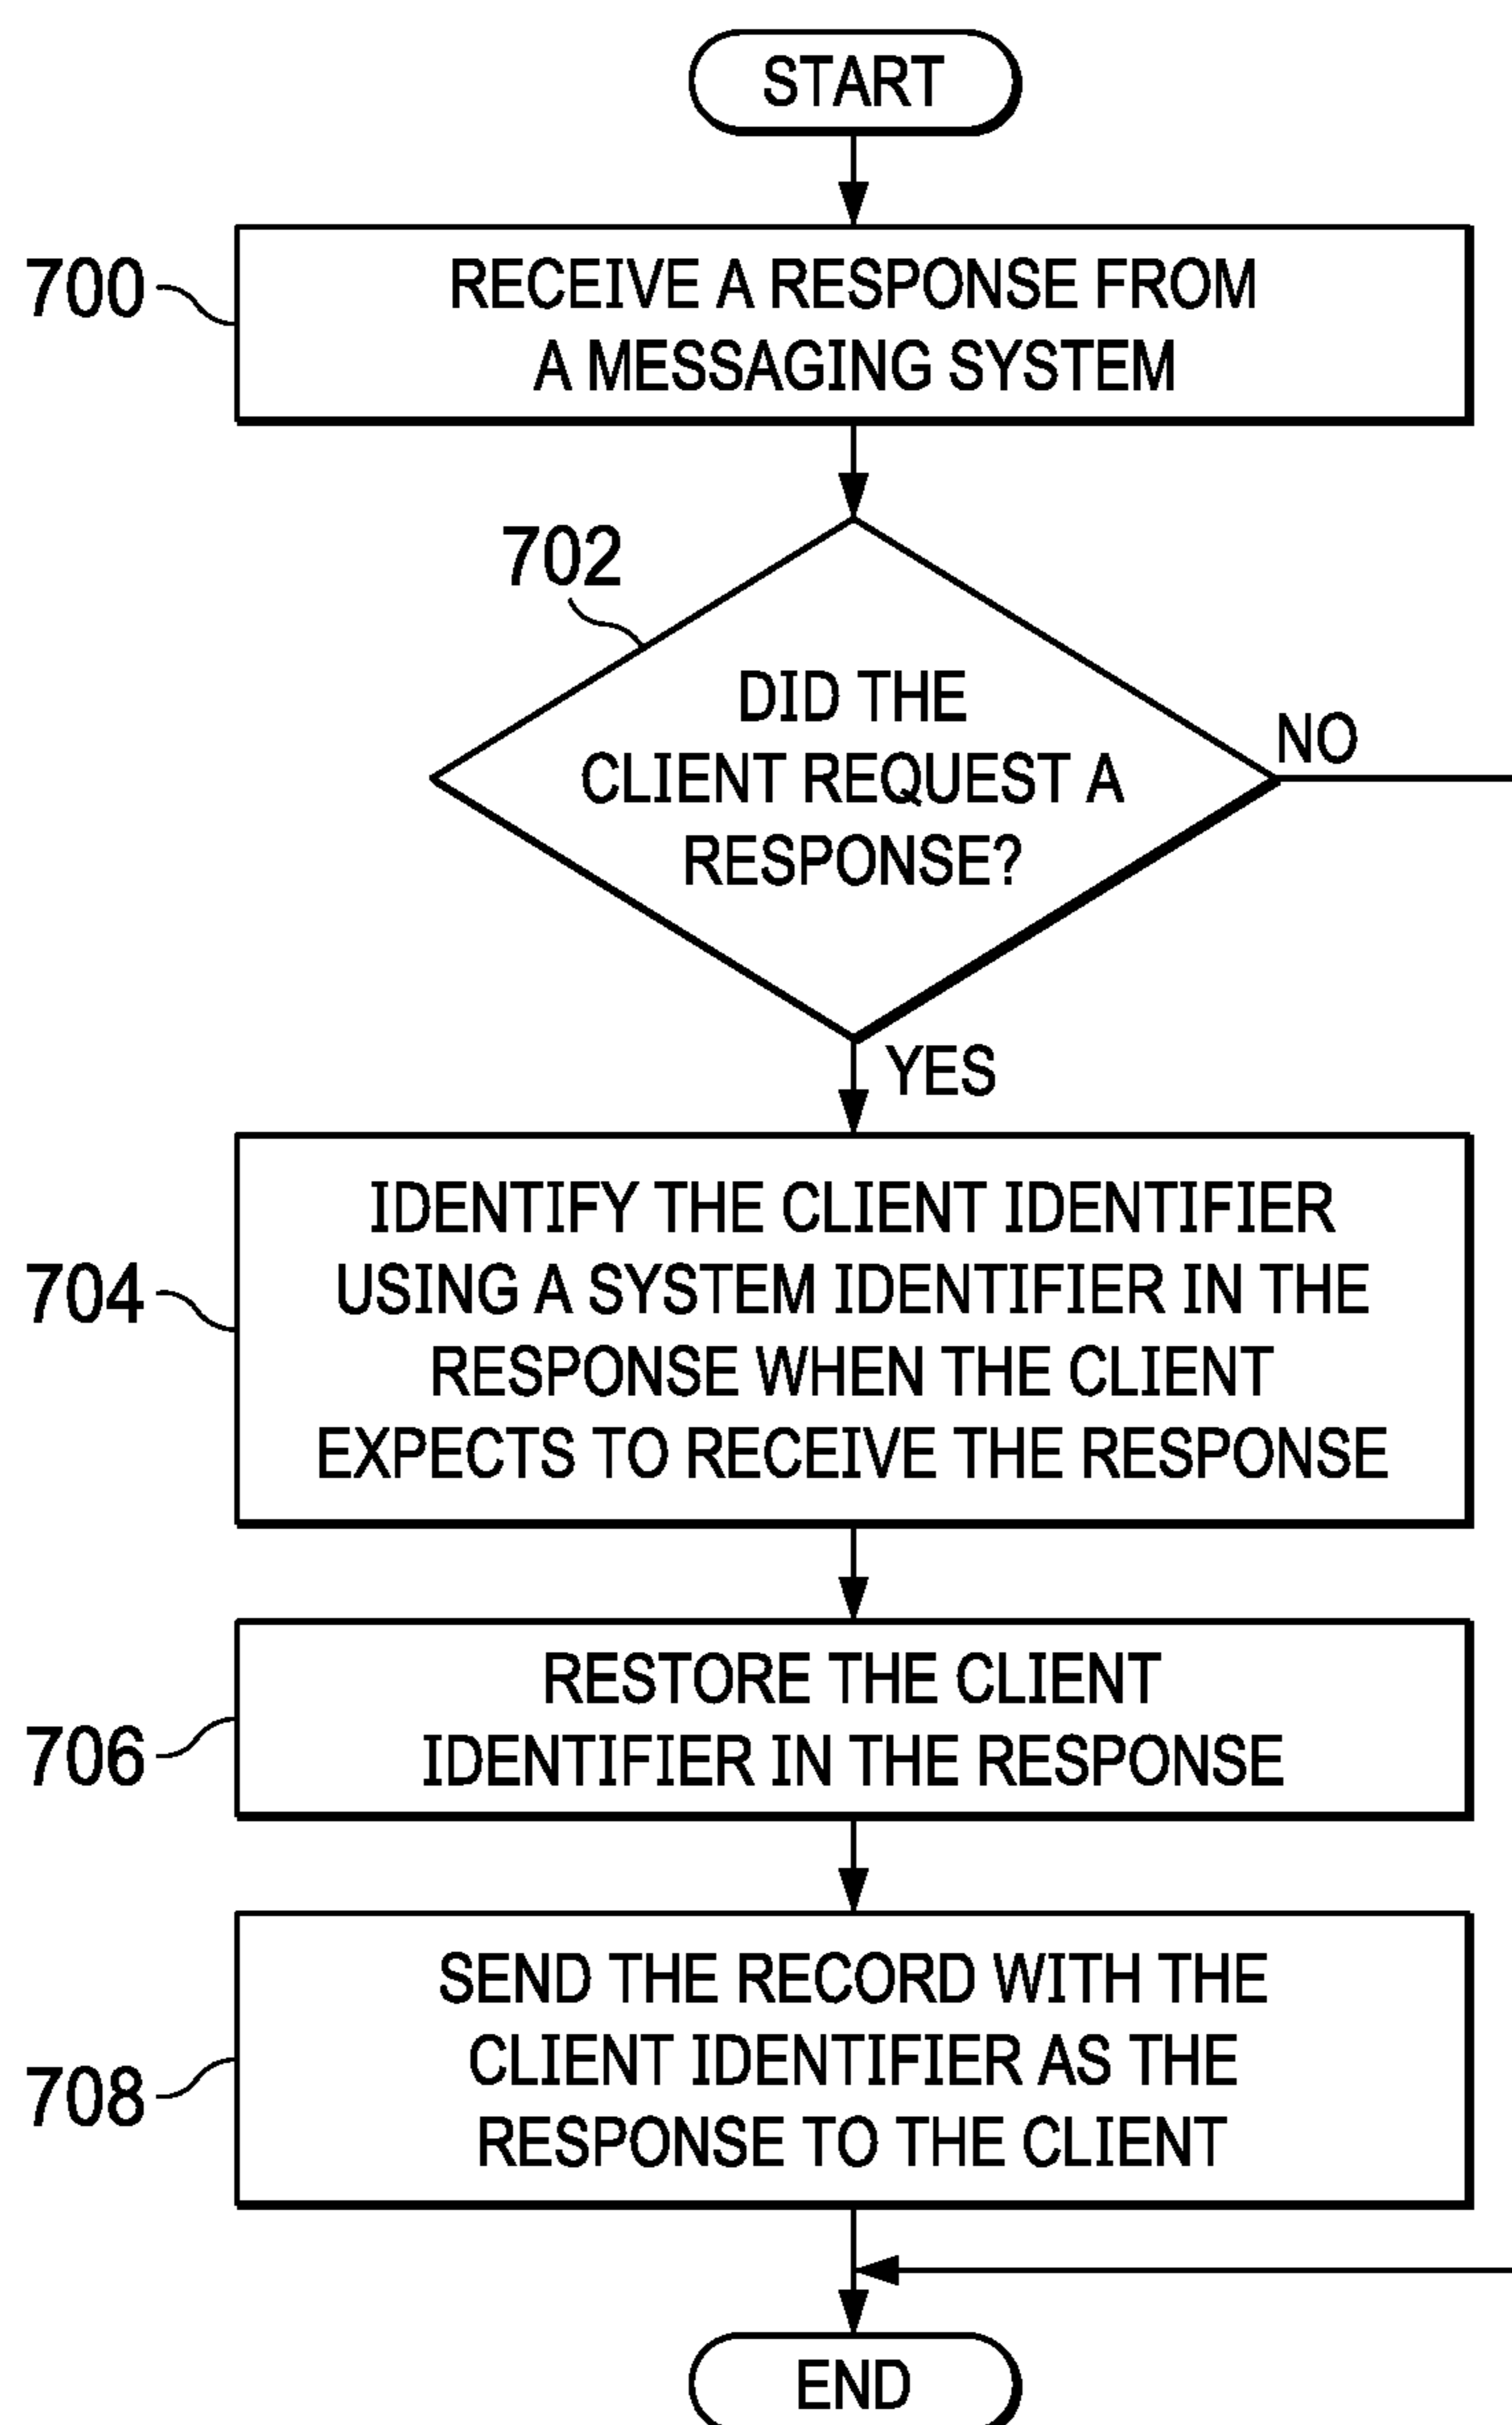 START
700
RECEIVE A RESPONSE FROM
A MESSAGING SYSTEM
702
DID THE
CLIENT REQUEST A
RESPONSE?
NO
YES
704
IDENTIFY THE CLIENT IDENTIFIER
USING A SYSTEM IDENTIFIER IN THE
RESPONSE WHEN THE CLIENT
EXPECTS TO RECEIVE THE RESPONSE
706
RESTORE THE CLIENT
IDENTIFIER IN THE RESPONSE
708
SEND THE RECORD WITH THE
CLIENT IDENTIFIER AS THE
RESPONSE TO THE CLIENT
END